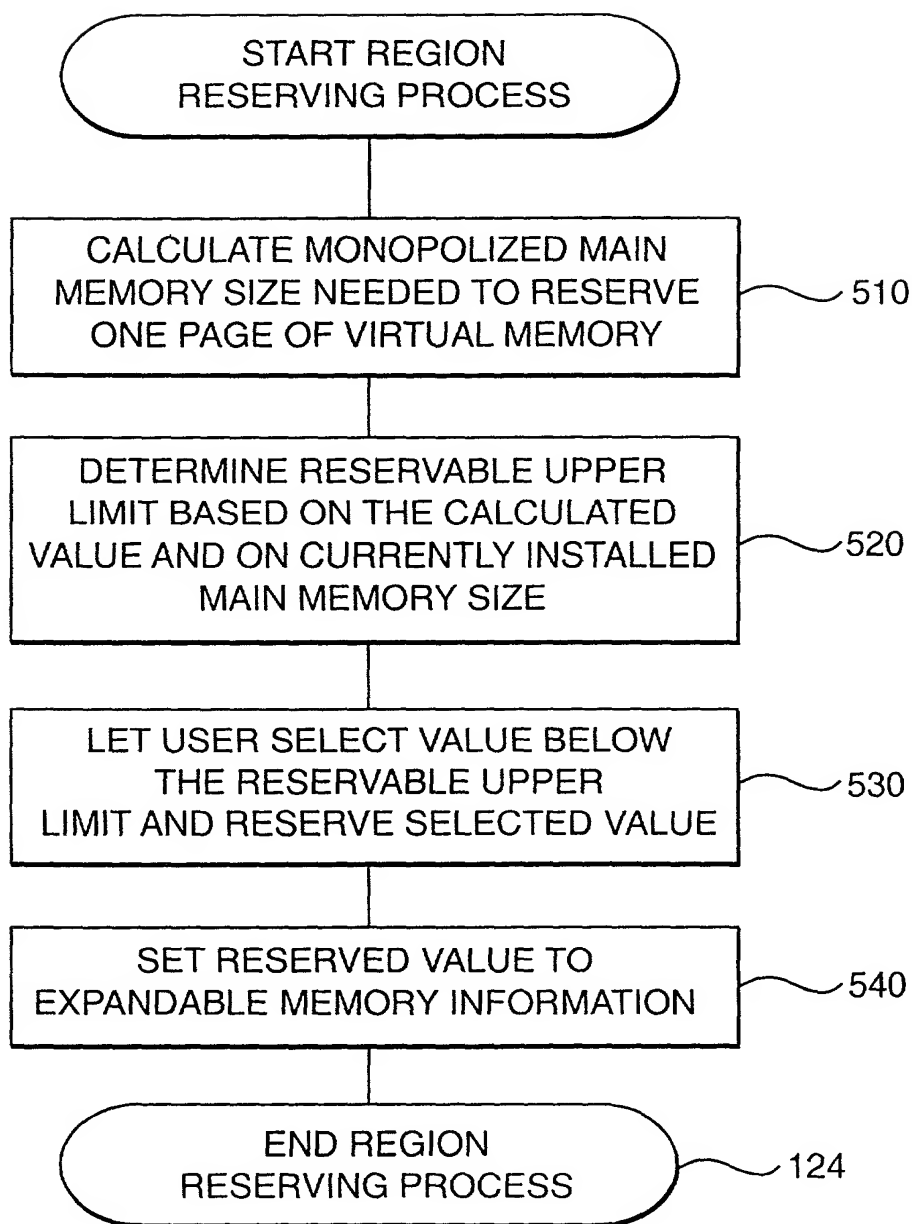 START REGION
RESERVING PROCESS
CALCULATE MONOPOLIZED MAIN
MEMORY SIZE NEEDED TO RESERVE
ONE PAGE OF VIRTUAL MEMORY
510
DETERMINE RESERVABLE UPPER
LIMIT BASED ON THE CALCULATED
VALUE AND ON CURRENTLY INSTALLED
MAIN MEMORY SIZE
520
LET USER SELECT VALUE BELOW
THE RESERVABLE UPPER
LIMIT AND RESERVE SELECTED VALUE
530
SET RESERVED VALUE TO
EXPANDABLE MEMORY INFORMATION
540
END REGION
RESERVING PROCESS
124